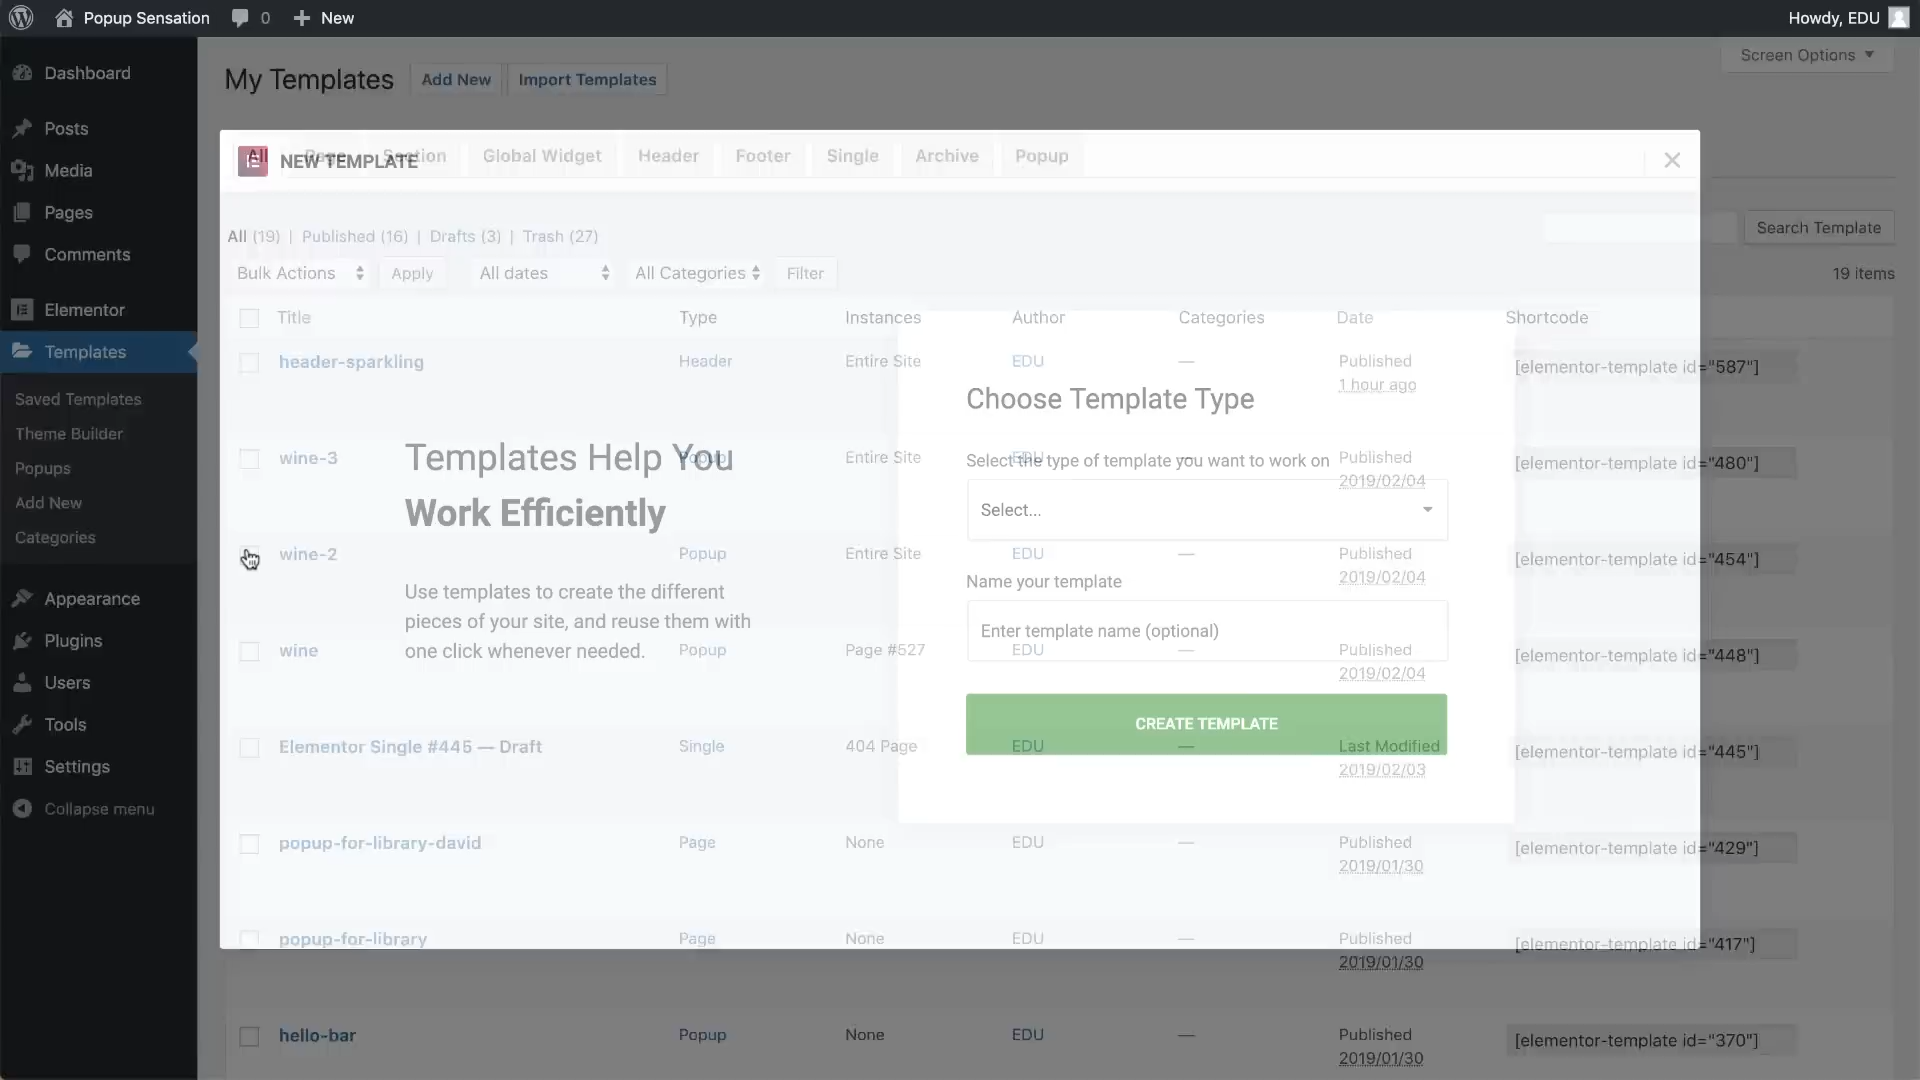 Popup Sensation 0 New Howdy, EDU
Dashboard
Posts
Media
Pages
Comments
Elementor
Templates
Saved Templates
Theme Builder
Popups
Add New
Categories
Appearance
Plugins
Users
Tools
Settings
Collapse menu
Screen Options
My Templates Add New Import Templates
NEW TEMPLATE
All Page Section Global Widget Header Footer Single Archive Popup
All (19) | Published (16) | Drafts (3) | Trash (27)
Search Template
Bulk Actions Apply All dates All Categories Filter 19 items
Title Type Instances Author Categories Date Shortcode
header-sparkling Header Entire Site EDU — Published
1 hour ago
[elementor-template id="587"]
wine-3 Popup Entire Site EDU — Published
2019/02/04
[elementor-template id="480"]
wine-2 Popup Entire Site EDU — Published
2019/02/04
[elementor-template id="454"]
wine Popup Page #527 EDU — Published
2019/02/04
[elementor-template id="448"]
Elementor Single #445 — Draft Single 404 Page EDU — Last Modified
2019/02/03
[elementor-template id="445"]
popup-for-library-david Page None EDU — Published
2019/01/30
[elementor-template id="429"]
popup-for-library Page None EDU — Published
2019/01/30
[elementor-template id="417"]
hello-bar Popup None EDU — Published
2019/01/30
[elementor-template id="370"]
Templates Help You
Work Efficiently
Use templates to create the different
pieces of your site, and reuse them with
one click whenever needed.
Choose Template Type
Select the type of template you want to work on
Select...
Name your template
Enter template name (optional)
CREATE TEMPLATE